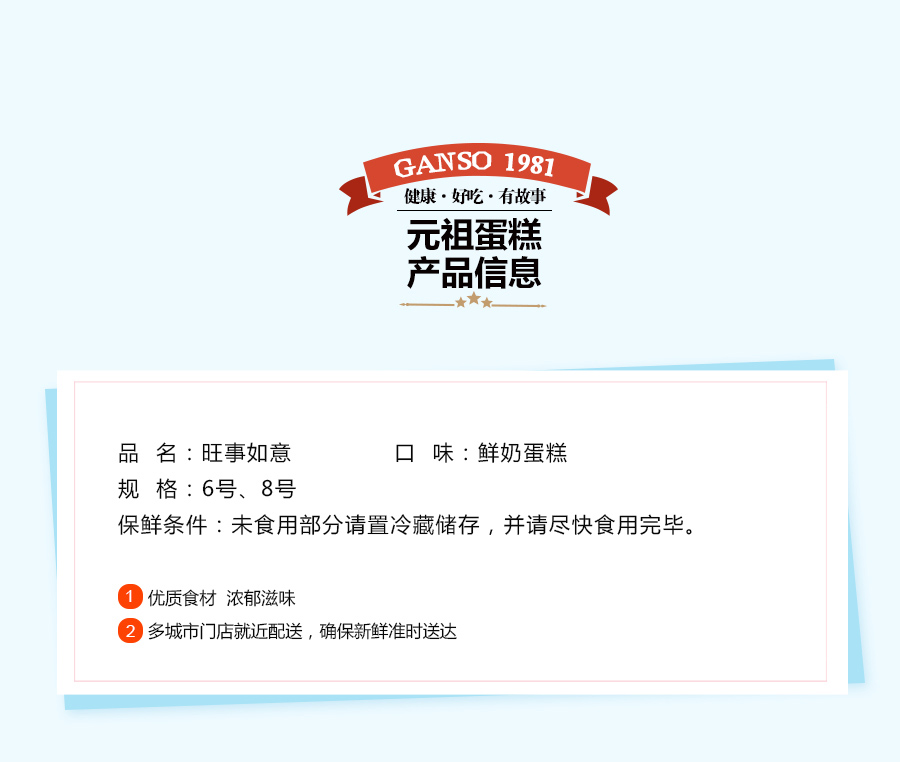 GANSO 1981
健康·好吃·有故事
元祖蛋糕
产品信息
品 名：旺事如意 口 味：鲜奶蛋糕
规 格：6号、8号
保鲜条件：未食用部分请置冷藏储存，并请尽快食用完毕。
1 优质食材 浓郁滋味
2 多城市门店就近配送，确保新鲜准时送达